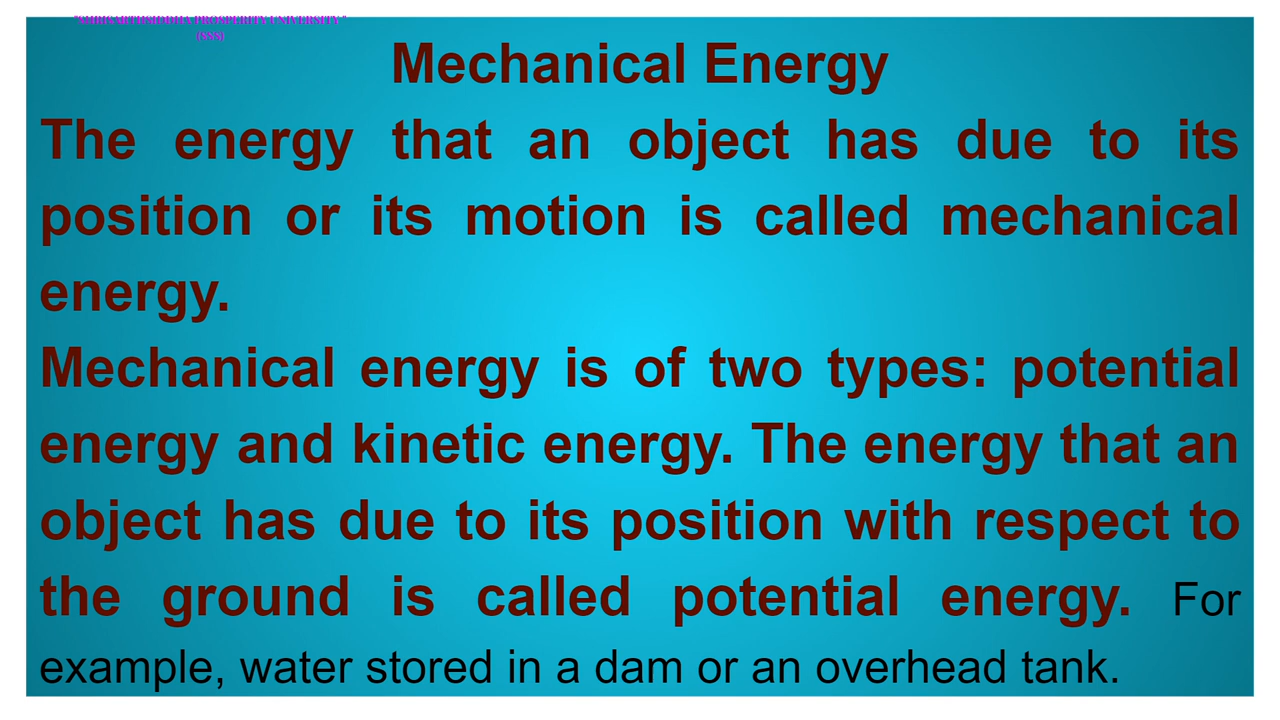 "SHIHSARTHSIDDHA PROSPERITY UNIVERSITY "
(SSS)
Mechanical Energy
The energy that an object has due to its
position or its motion is called mechanical
energy.
Mechanical energy is of two types: potential
energy and kinetic energy. The energy that an
object has due to its position with respect to
the ground is called potential energy. For
example, water stored in a dam or an overhead tank.